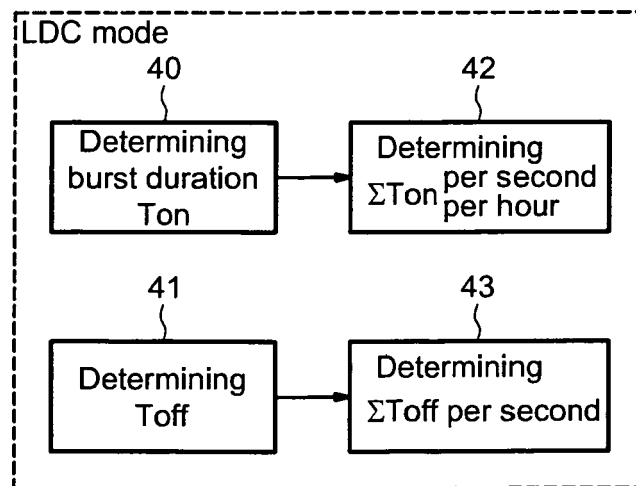 LDC mode
40
Determining
burst duration
Ton
42
Determining
ΣTon per second
per hour
41
Determining
Toff
43
Determining
ΣToff per second